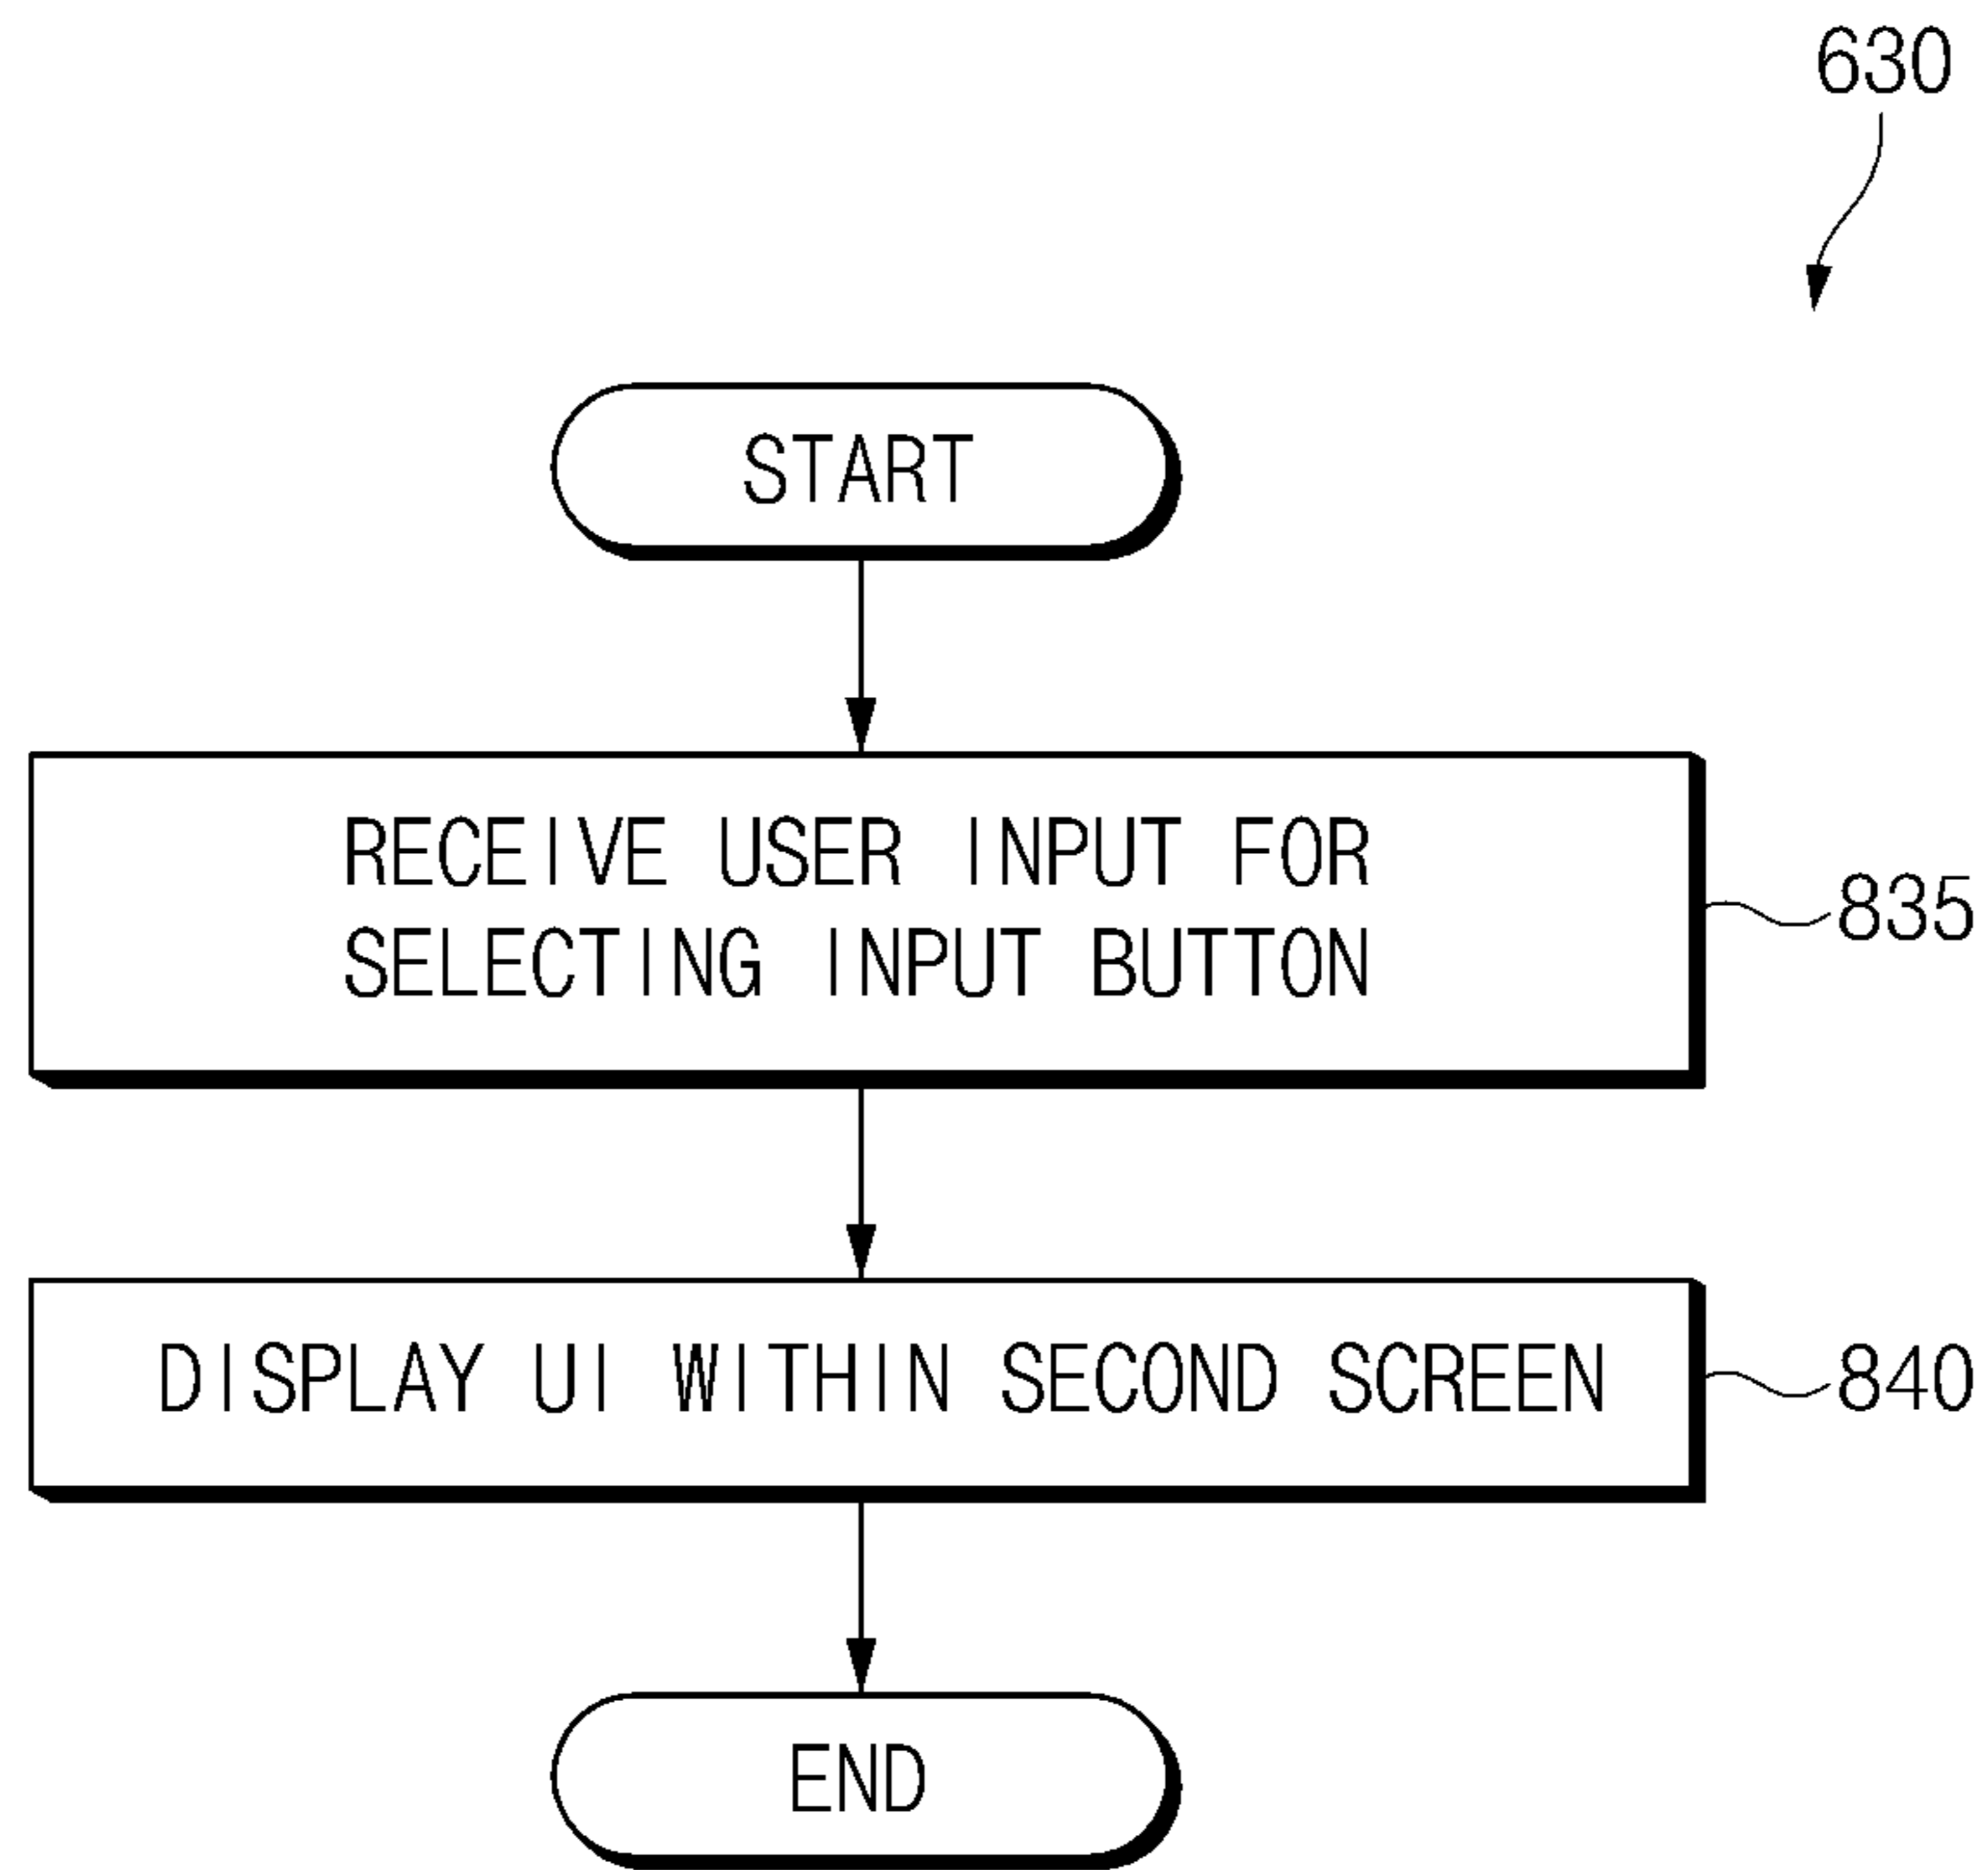 630
START
RECEIVE USER INPUT FOR
SELECTING INPUT BUTTON
835
DISPLAY UI WITHIN SECOND SCREEN
840
END